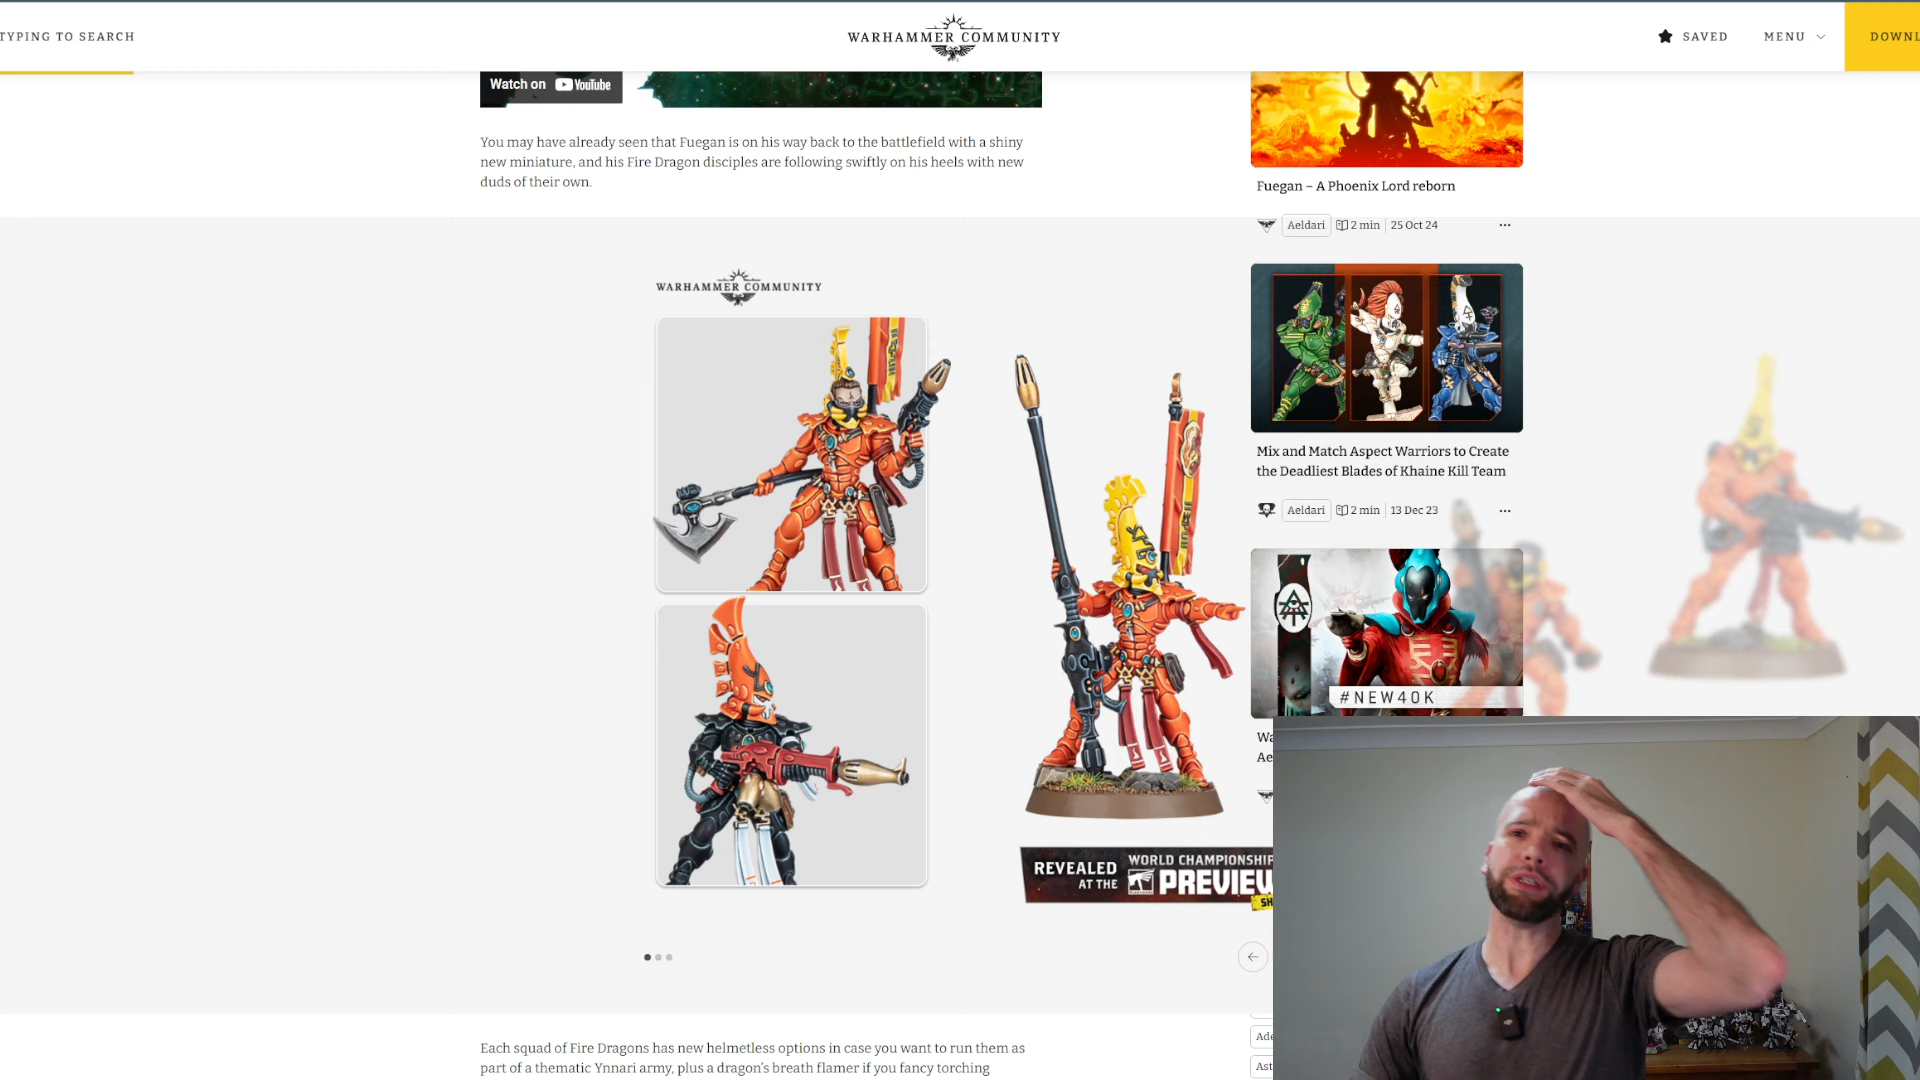 TYPING TO SEARCH
WARHAMMER COMMUNITY
SAVED
MENU
DOWNL
Watch on YouTube
You may have already seen that Fuegan is on his way back to the battlefield with a shiny
new miniature, and his Fire Dragon disciples are following swiftly on his heels with new
duds of their own.
Fuegan – A Phoenix Lord reborn
Aeldari
2 min
25 Oct 24
WARHAMMER COMMUNITY
Mix and Match Aspect Warriors to Create
the Deadliest Blades of Khaine Kill Team
Aeldari
2 min
13 Dec 23
#NEW40K
Wa
Ae
REVEALED
AT THE
WORLD CHAMPIONSHIP
PREVIEW
SH
Each squad of Fire Dragons has new helmetless options in case you want to run them as
part of a thematic Ynnari army, plus a dragon's breath flamer if you fancy torching
Ade
Ast